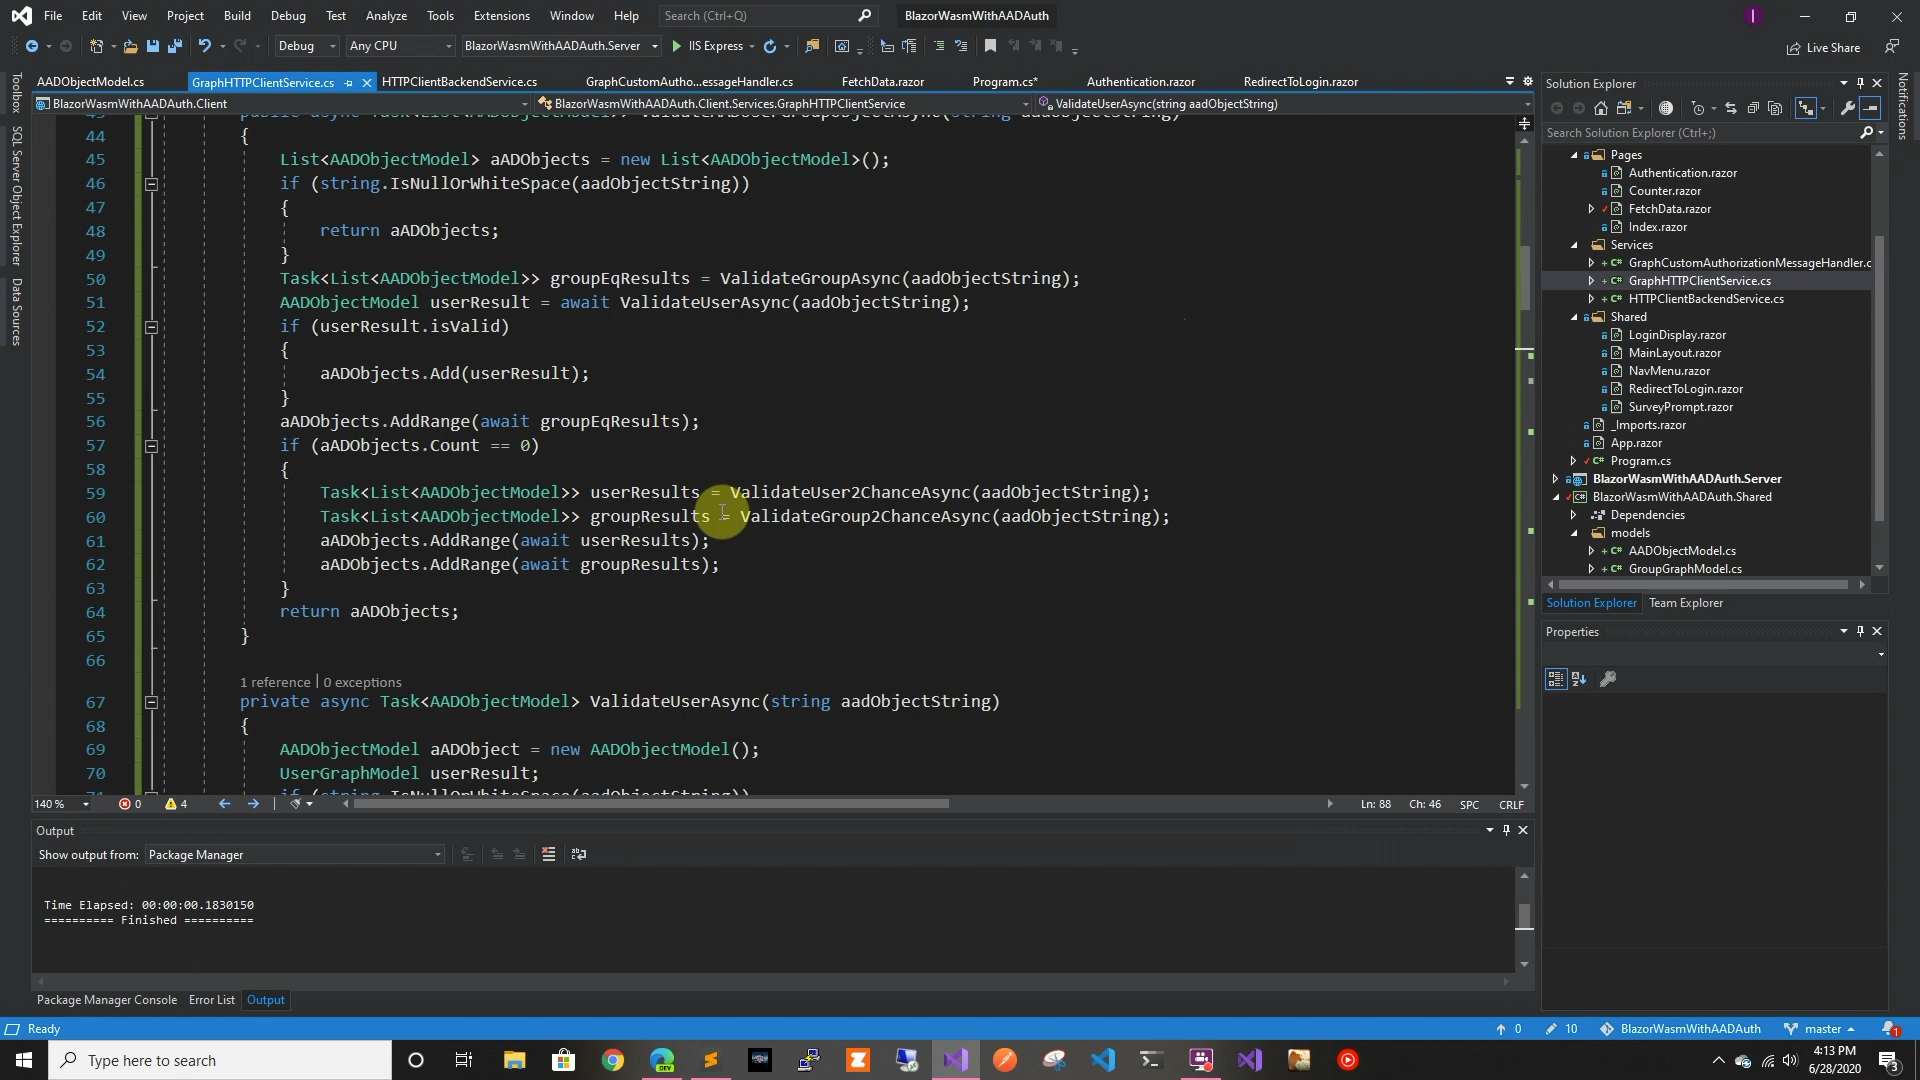 File Edit View Project Build Debug Test Analyze Tools Extensions Window Help Search (Ctrl+Q) BlazorWasmWithAADAuth I
Debug Any CPU BlazorWasmWithAADAuth.Server IIS Express Live Share
AADObjectModel.cs GraphHTTPClientService.cs HTTPClientBackendService.cs GraphCustomAutho...essageHandler.cs FetchData.razor Program.cs* Authentication.razor RedirectToLogin.razor
BlazorWasmWithAADAuth.Client BlazorWasmWithAADAuth.Client.Services.GraphHTTPClientService ValidateUserAsync(string aadObjectString)
Toolbox
SQL Server Object Explorer
Data Sources
44 {
45 List<AADObjectModel> aADObjects = new List<AADObjectModel>();
46 if (string.IsNullOrWhiteSpace(aadObjectString))
47 {
48 return aADObjects;
49 }
50 Task<List<AADObjectModel>> groupEqResults = ValidateGroupAsync(aadObjectString);
51 AADObjectModel userResult = await ValidateUserAsync(aadObjectString);
52 if (userResult.isValid)
53 {
54 aADObjects.Add(userResult);
55 }
56 aADObjects.AddRange(await groupEqResults);
57 if (aADObjects.Count == 0)
58 {
59 Task<List<AADObjectModel>> userResults = ValidateUser2ChanceAsync(aadObjectString);
60 Task<List<AADObjectModel>> groupResults = ValidateGroup2ChanceAsync(aadObjectString);
61 aADObjects.AddRange(await userResults);
62 aADObjects.AddRange(await groupResults);
63 }
64 return aADObjects;
65 }
66
1 reference | 0 exceptions
67 private async Task<AADObjectModel> ValidateUserAsync(string aadObjectString)
68 {
69 AADObjectModel aADObject = new AADObjectModel();
70 UserGraphModel userResult;
140 % 0 4 Ln: 88 Ch: 46 SPC CRLF
Output
Show output from: Package Manager
Time Elapsed: 00:00:00.1830150
========== Finished ==========
Package Manager Console Error List Output
Solution Explorer
Search Solution Explorer (Ctrl+;)
Pages
Authentication.razor
Counter.razor
FetchData.razor
Index.razor
Services
GraphCustomAuthorizationMessageHandler.c
GraphHTTPClientService.cs
HTTPClientBackendService.cs
Shared
LoginDisplay.razor
MainLayout.razor
NavMenu.razor
RedirectToLogin.razor
SurveyPrompt.razor
_Imports.razor
App.razor
Program.cs
BlazorWasmWithAADAuth.Server
BlazorWasmWithAADAuth.Shared
Dependencies
models
AADObjectModel.cs
GroupGraphModel.cs
Solution Explorer Team Explorer
Properties
Notifications
Ready 0 10 BlazorWasmWithAADAuth master 1
Type here to search
DEV
4:13 PM
6/28/2020
3